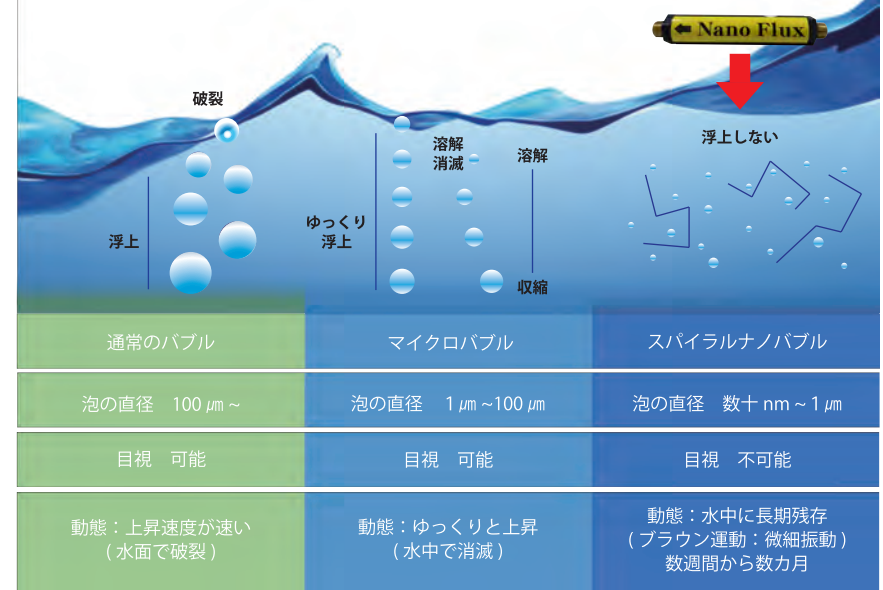 Nano Flux
破裂
浮上しない
溶解
消滅
溶解
ゆっくり
浮上
浮上
収縮
通常のバブル
マイクロバブル
スパイラルナノバブル
泡の直径　100 ㎛ ~
泡の直径　1 ㎛ ~100 ㎛
泡の直径　数十 nm ~ 1 ㎛
目視　可能
目視　可能
目視　不可能
動態：上昇速度が速い
( 水面で破裂 )
動態：ゆっくりと上昇
( 水中で消滅 )
動態：水中に長期残存
( ブラウン運動：微細振動 )
数週間から数カ月